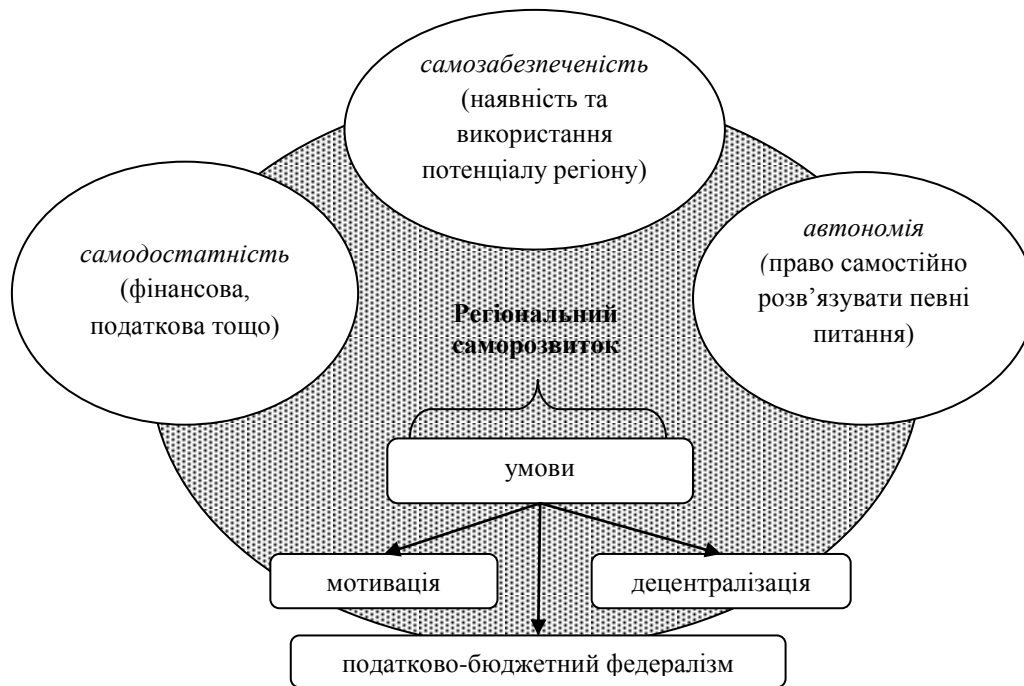 самозабезпеченість
(наявність та
використання
потенціалу регіону)
самодостатність
(фінансова,
податкова тощо)
автономія
(право самостійно
розв’язувати певні
питання)
Регіональний
саморозвиток
умови
мотивація
децентралізація
податково-бюджетний федералізм